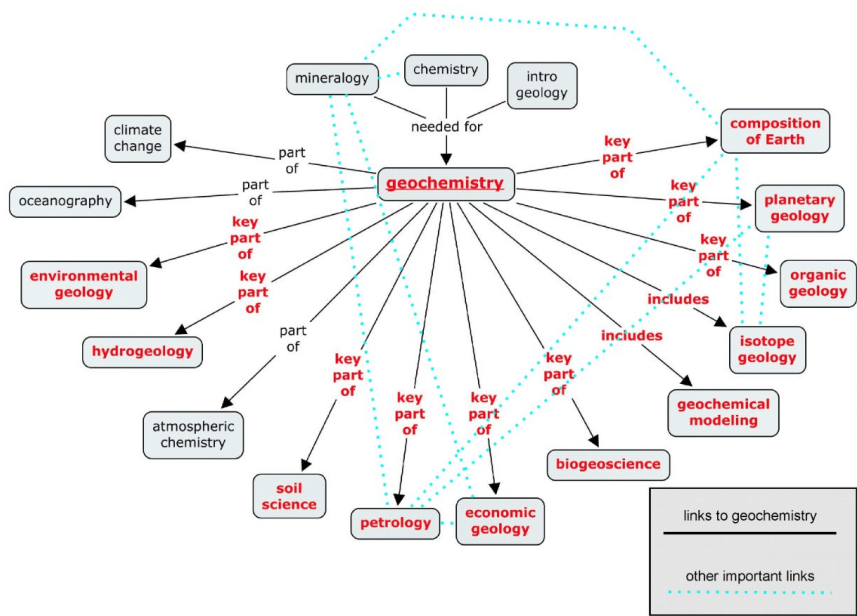 mineralogy
chemistry
intro
geology
needed for
climate
change
part
of
composition
of Earth
key
part
of
geochemistry
oceanography
part
of
key
part
of
planetary
geology
environmental
geology
key
part
of
key
part
of
organic
geology
hydrogeology
key
part
of
includes
isotope
geology
atmospheric
chemistry
part
of
includes
geochemical
modeling
soil
science
key
part
of
petrology
key
part
of
economic
geology
key
part
of
biogeoscience
key
part
of
links to geochemistry
other important links